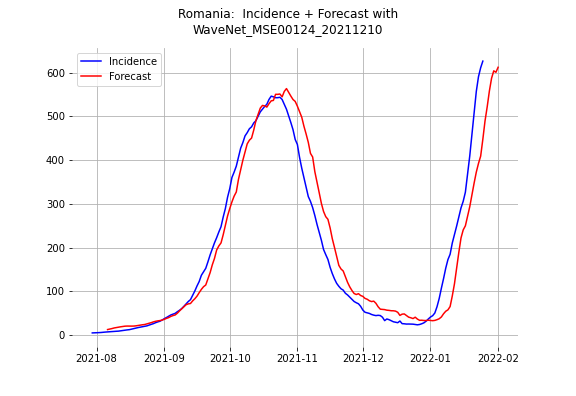 Romania:  Incidence + Forecast with
WaveNet_MSE00124_20211210
Incidence
Forecast
600
500
400
300
200
100
0
2021-08 2021-09 2021-10 2021-11 2021-12 2022-01 2022-02